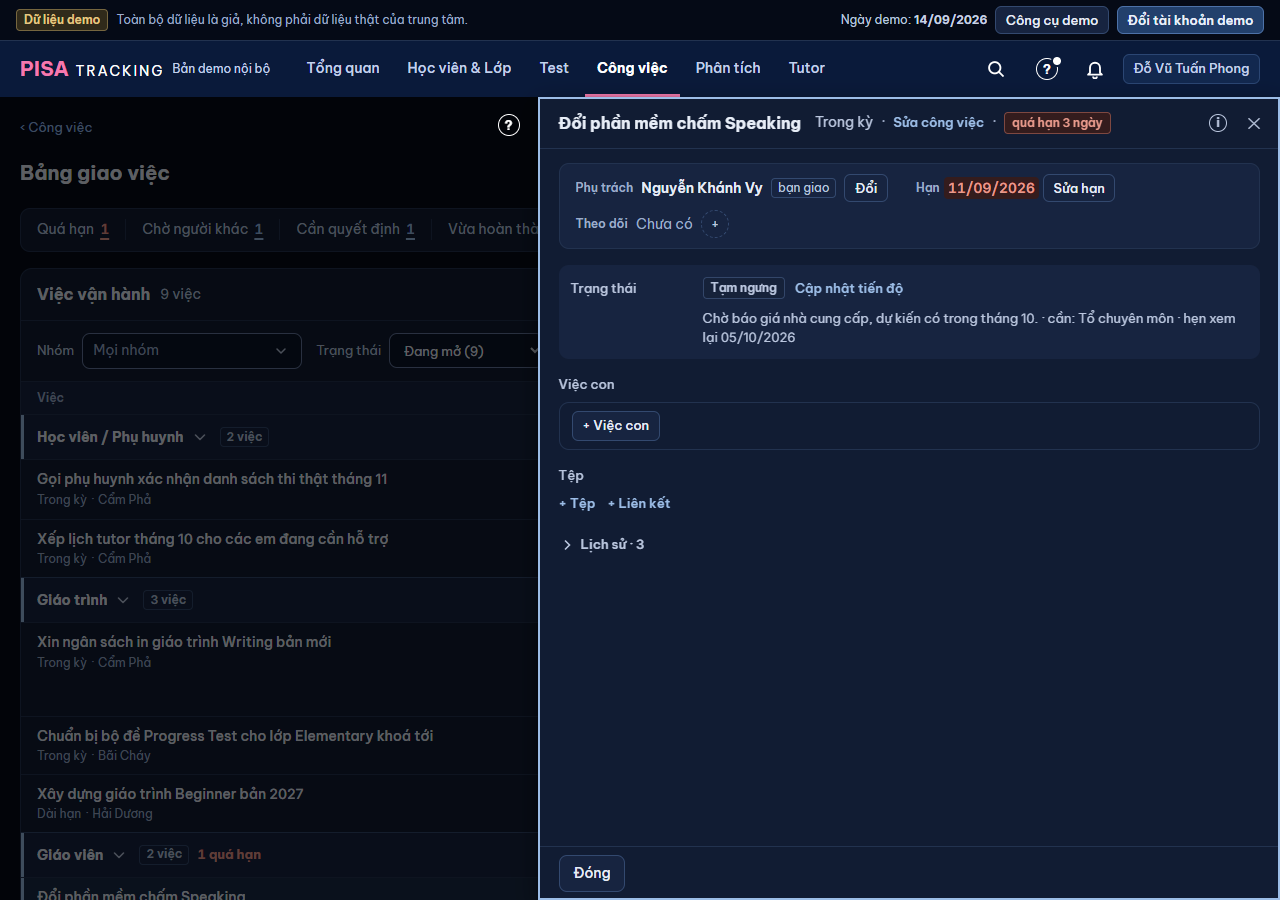 Dữ liệu demo Toàn bộ dữ liệu là giả, không phải dữ liệu thật của trung tâm. Ngày demo: 14/09/2026 Công cụ demo Đổi tài khoản demo
PISA TRACKING Bản demo nội bộ Tổng quan Học viên & Lớp Test Công việc Phân tích Tutor ? Đỗ Vũ Tuấn Phong
‹ Công việc ?
Bảng giao việc
Quá hạn 1 Chờ người khác 1 Cần quyết định 1 Vừa hoàn thà
Việc vận hành 9 việc
Nhóm Mọi nhóm Trạng thái Đang mở (9)
Việc
Học viên / Phụ huynh 2 việc
Gọi phụ huynh xác nhận danh sách thi thật tháng 11
Trong kỳ · Cẩm Phả
Xếp lịch tutor tháng 10 cho các em đang cần hỗ trợ
Trong kỳ · Cẩm Phả
Giáo trình 3 việc
Xin ngân sách in giáo trình Writing bản mới
Trong kỳ · Cẩm Phả
Chuẩn bị bộ đề Progress Test cho lớp Elementary khoá tới
Trong kỳ · Bãi Cháy
Xây dựng giáo trình Beginner bản 2027
Dài hạn · Hải Dương
Giáo viên 2 việc 1 quá hạn
Đổi phần mềm chấm Speaking
Đổi phần mềm chấm Speaking Trong kỳ · Sửa công việc · quá hạn 3 ngày
Phụ trách Nguyễn Khánh Vy bạn giao Đổi Hạn 11/09/2026 Sửa hạn
Theo dõi Chưa có +
Trạng thái Tạm ngưng Cập nhật tiến độ
Chờ báo giá nhà cung cấp, dự kiến có trong tháng 10. · cần: Tổ chuyên môn · hẹn xem
lại 05/10/2026
Việc con
+ Việc con
Tệp
+ Tệp + Liên kết
Lịch sử · 3
Đóng